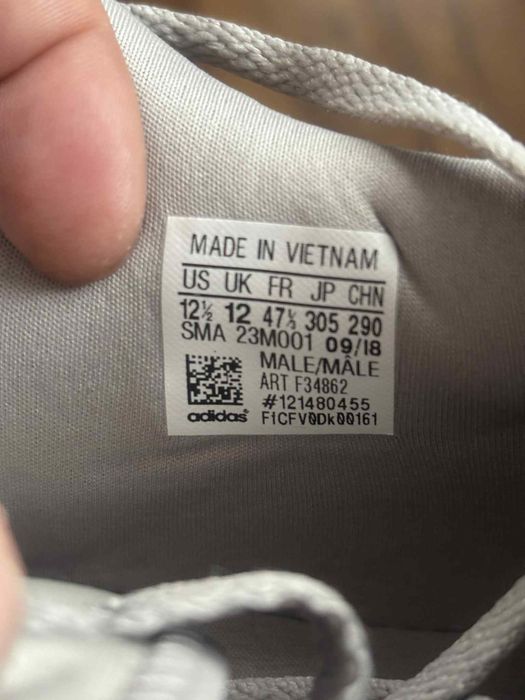 MADE IN VIETNAM
US UK FR JP CHN
12½ 12 47⅓ 305 290
SMA 23M001 09/18
MALE/MÂLE
ART F34862
#121480455
adidas FfCFV0Dk00161